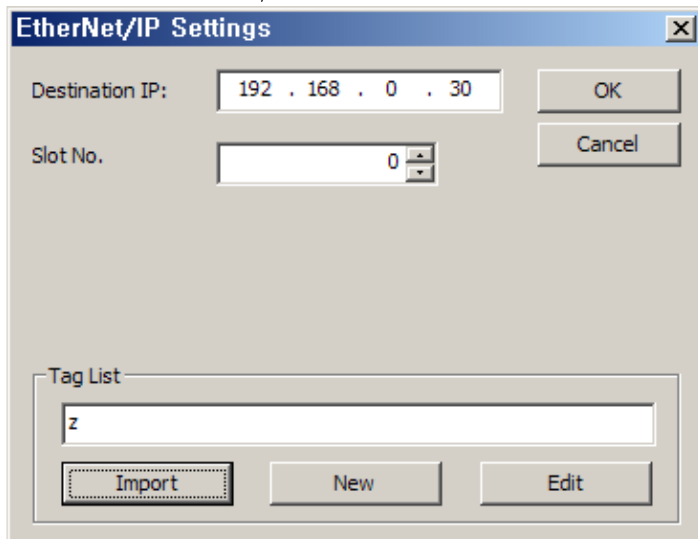 EtherNet/IP Settings
Destination IP: 192 . 168 . 0 . 30 OK
Slot No. 0 Cancel
Tag List
z
Import New Edit